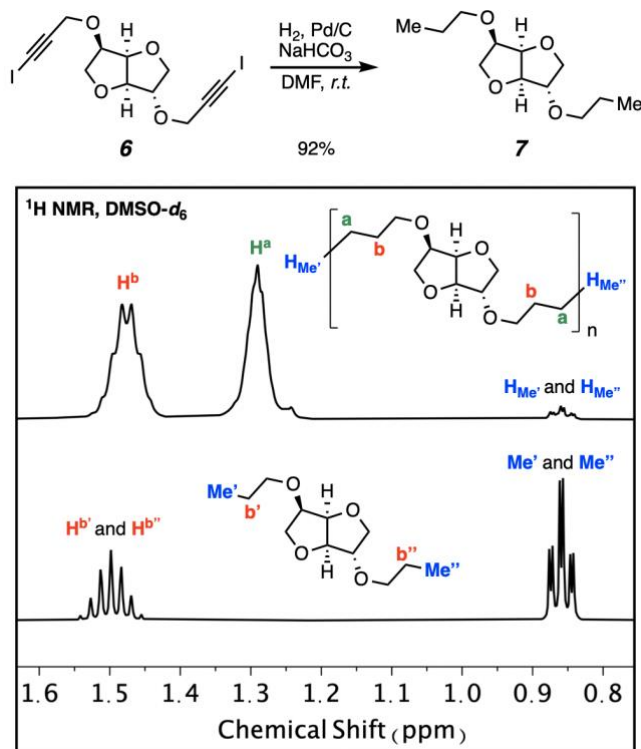 I
O
O
H
H
O
O
I
6
H₂, Pd/C
NaHCO₃
DMF, r.t.
92%
Me
O
O
H
H
O
O
Me
7
¹H NMR, DMSO-d₆
Hᵇ
Hᵃ
a
b
O
H
O
O
H
O
b
a
n
H_Me'
H_Me''
H_Me' and H_Me''
Me' and Me''
Hᵇ' and Hᵇ''
Me'
b'
O
H
O
O
H
O
b''
Me''
1.6 1.5 1.4 1.3 1.2 1.1 1.0 0.9 0.8
Chemical Shift (ppm)